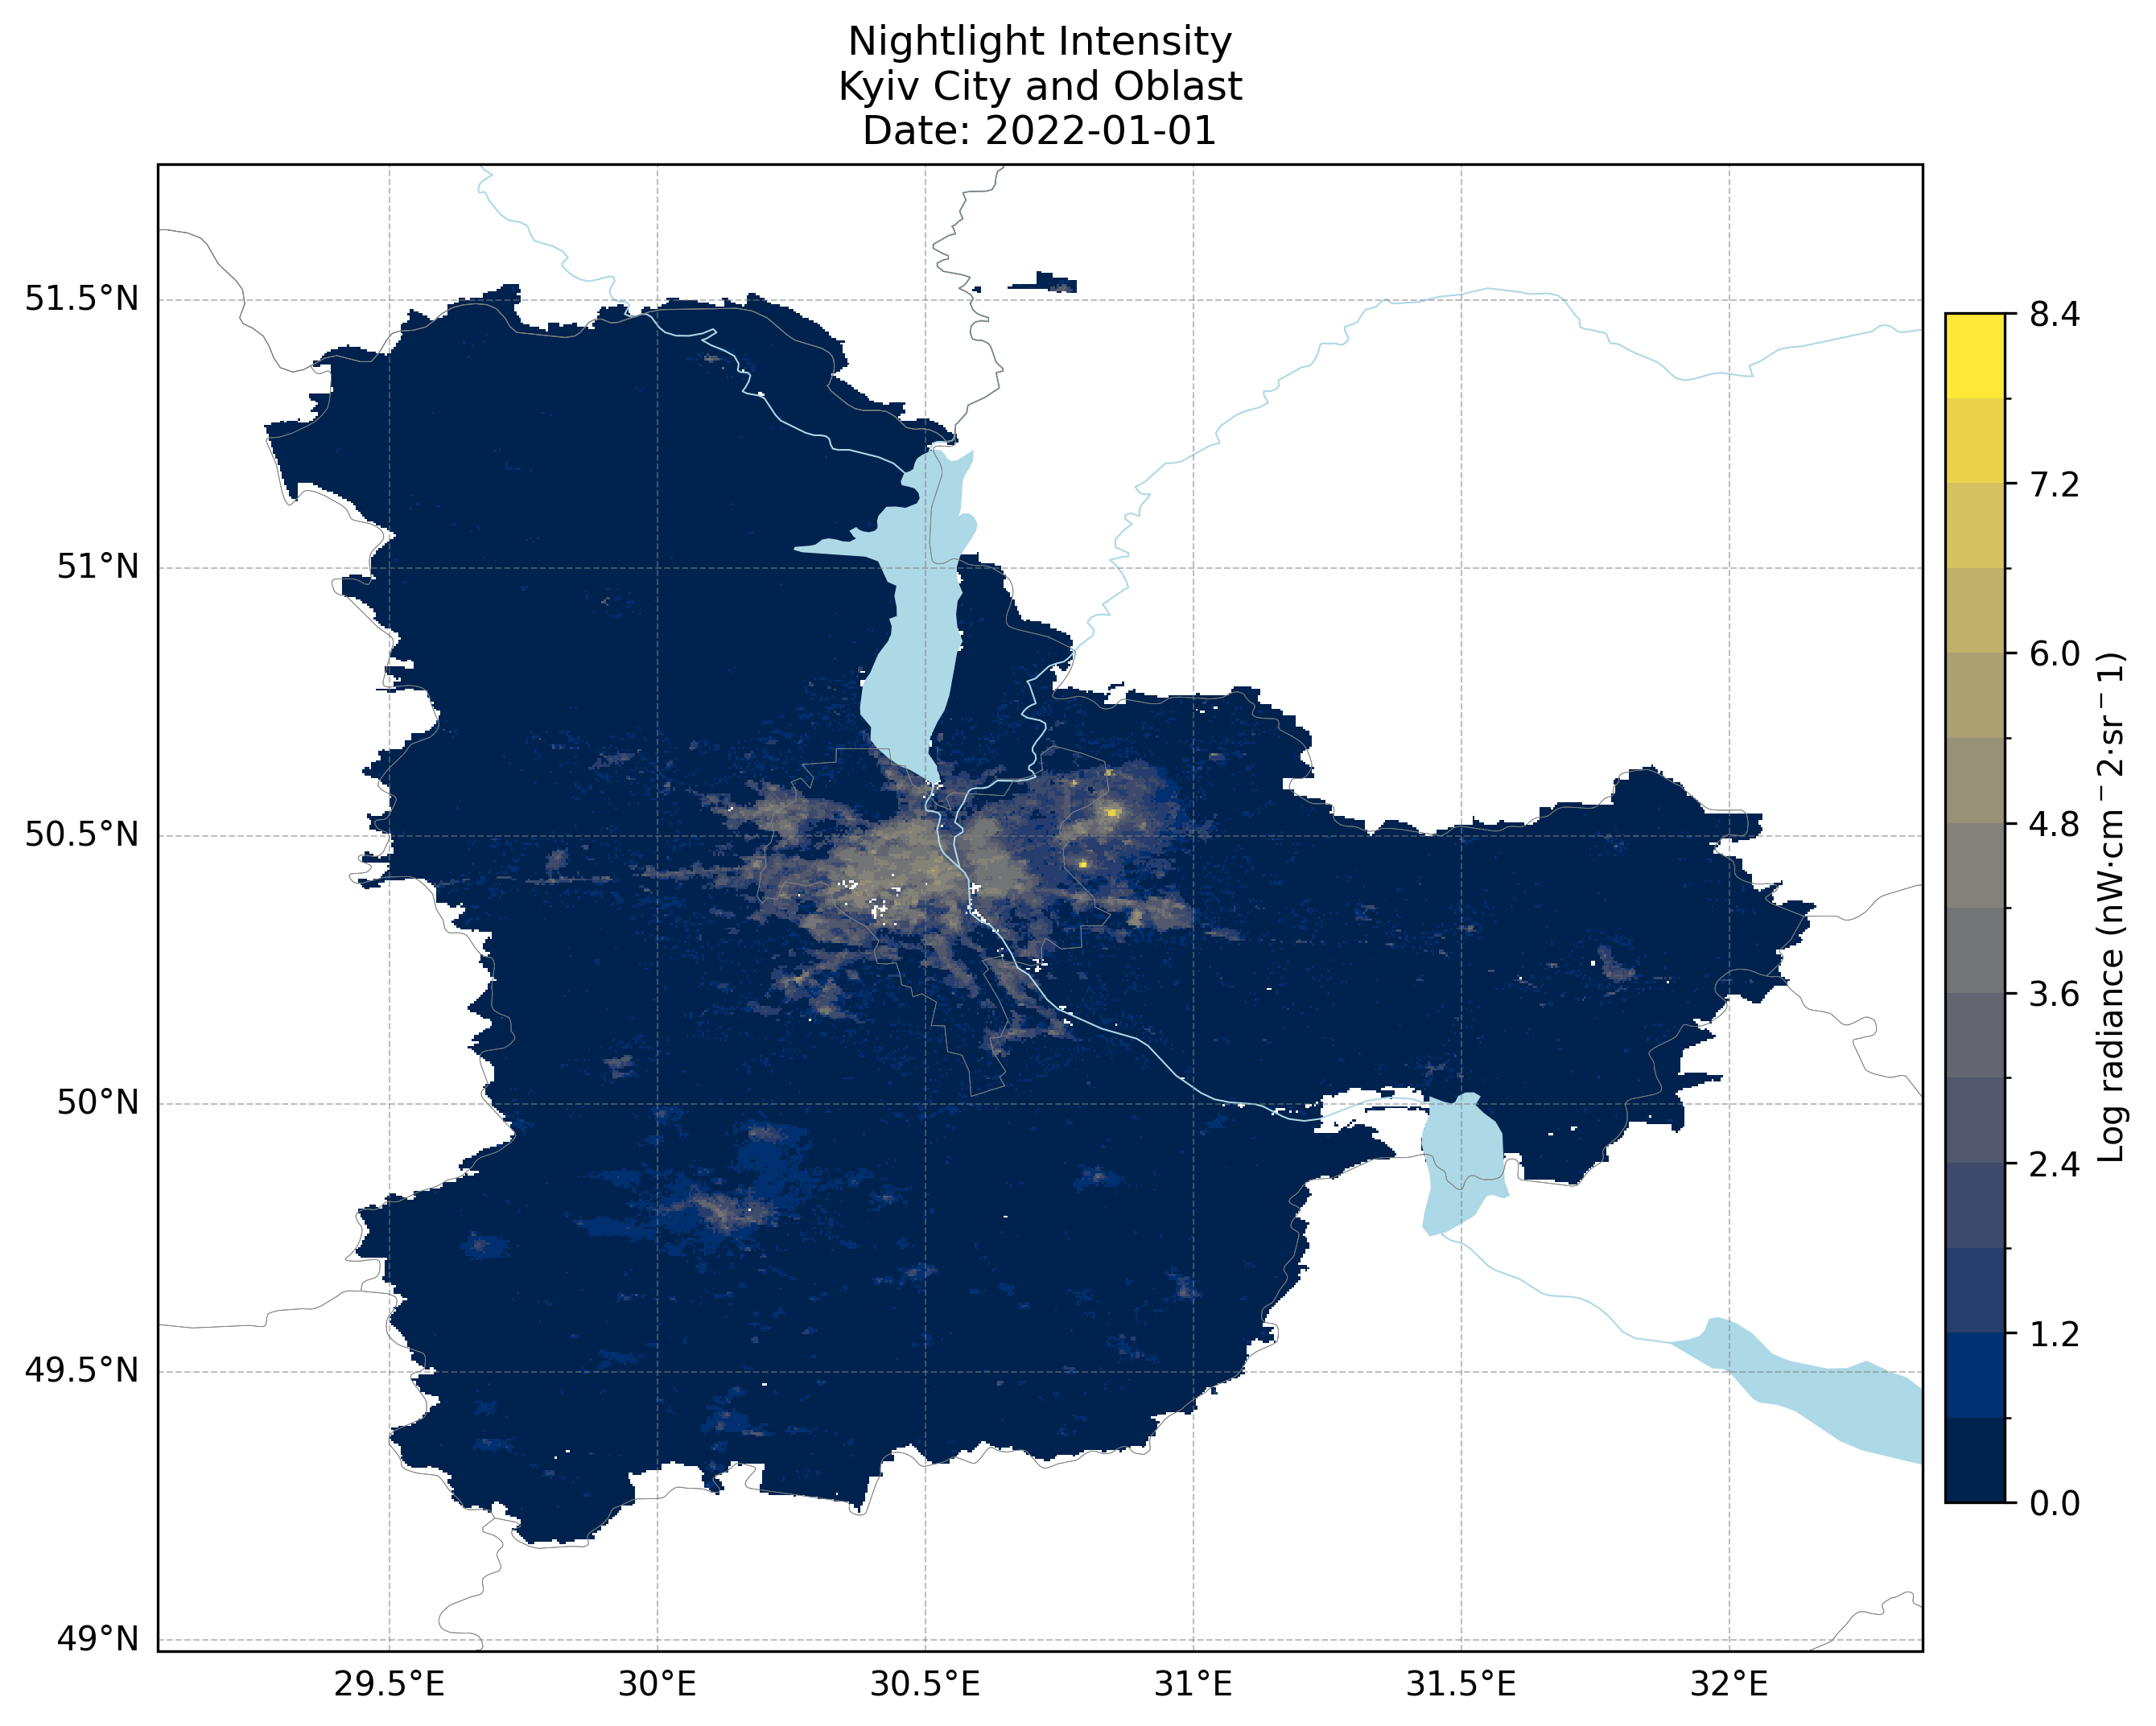 Nightlight Intensity
Kyiv City and Oblast
Date: 2022-01-01
51.5°N
51°N
50.5°N
50°N
49.5°N
49°N
29.5°E
30°E
30.5°E
31°E
31.5°E
32°E
8.4
7.2
6.0
4.8
3.6
2.4
1.2
0.0
Log radiance (nW·cm⁻2·sr⁻1)